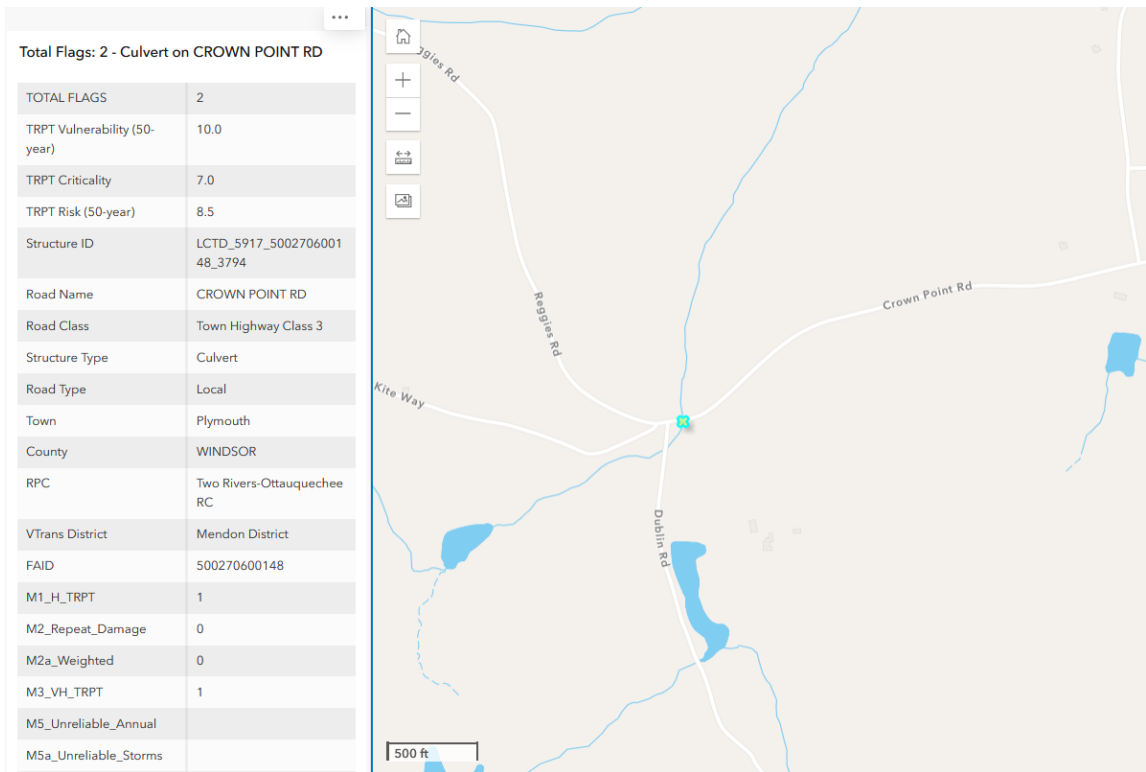 Total Flags: 2 - Culvert on CROWN POINT RD
TOTAL FLAGS 2
TRPT Vulnerability (50-year) 10.0
TRPT Criticality 7.0
TRPT Risk (50-year) 8.5
Structure ID LCTD_5917_500270600148_3794
Road Name CROWN POINT RD
Road Class Town Highway Class 3
Structure Type Culvert
Road Type Local
Town Plymouth
County WINDSOR
RPC Two Rivers-Ottauquechee RC
VTrans District Mendon District
FAID 500270600148
M1_H_TRPT 1
M2_Repeat_Damage 0
M2a_Weighted 0
M3_VH_TRPT 1
M5_Unreliable_Annual
M5a_Unreliable_Storms
ggies Rd
Reggies Rd
Crown Point Rd
Kite Way
Dublin Rd
500 ft